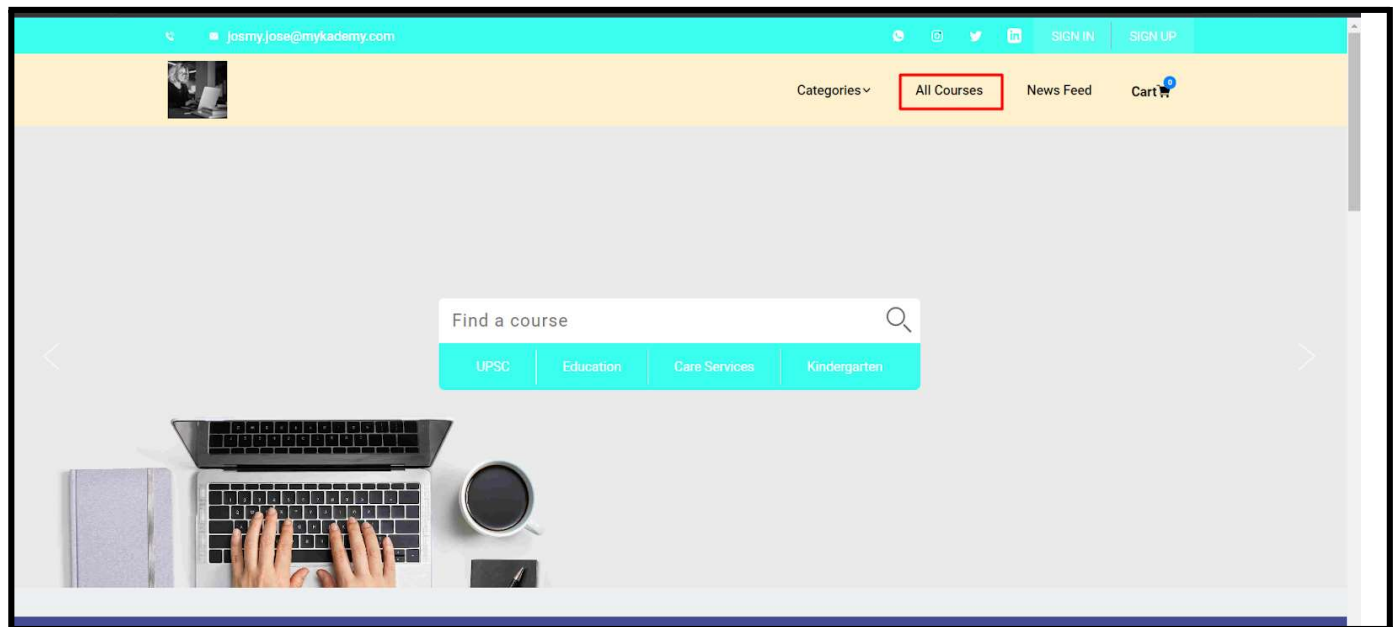 josmy.jose@mykademy.com SIGN IN SIGN UP
Categories All Courses News Feed Cart 0
Find a course
UPSC Education Care Services Kindergarten